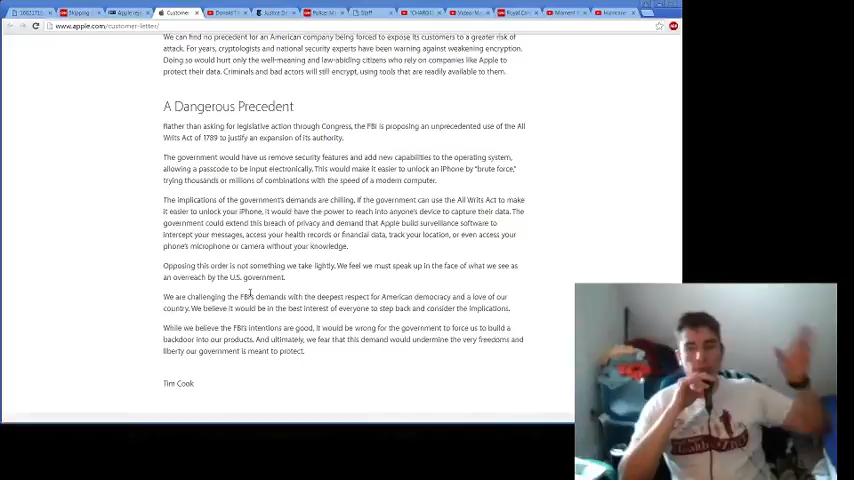 Skipping
Apple res
Customer
Donald T
Justice D
Staff
"CHARGI
Video: M
Royal Car
Moment
Hurricane
www.apple.com/customer-letter/
We can find no precedent for an American company being forced to expose its customers to a greater risk of
attack. For years, cryptologists and national security experts have been warning against weakening encryption.
Doing so would hurt only the well-meaning and law-abiding citizens who rely on companies like Apple to
protect their data. Criminals and bad actors will still encrypt, using tools that are readily available to them.
A Dangerous Precedent
Rather than asking for legislative action through Congress, the FBI is proposing an unprecedented use of the All
Writs Act of 1789 to justify an expansion of its authority.
The government would have us remove security features and add new capabilities to the operating system,
allowing a passcode to be input electronically. This would make it easier to unlock an iPhone by "brute force,"
trying thousands or millions of combinations with the speed of a modern computer.
The implications of the government's demands are chilling. If the government can use the All Writs Act to make
it easier to unlock your iPhone, it would have the power to reach into anyone's device to capture their data. The
government could extend this breach of privacy and demand that Apple build surveillance software to
intercept your messages, access your health records or financial data, track your location, or even access your
phone's microphone or camera without your knowledge.
Opposing this order is not something we take lightly. We feel we must speak up in the face of what we see as
an overreach by the U.S. government.
We are challenging the FBI's demands with the deepest respect for American democracy and a love of our
country. We believe it would be in the best interest of everyone to step back and consider the implications.
While we believe the FBI's intentions are good, it would be wrong for the government to force us to build a
backdoor into our products. And ultimately, we fear that this demand would undermine the very freedoms and
liberty our government is meant to protect.
Tim Cook